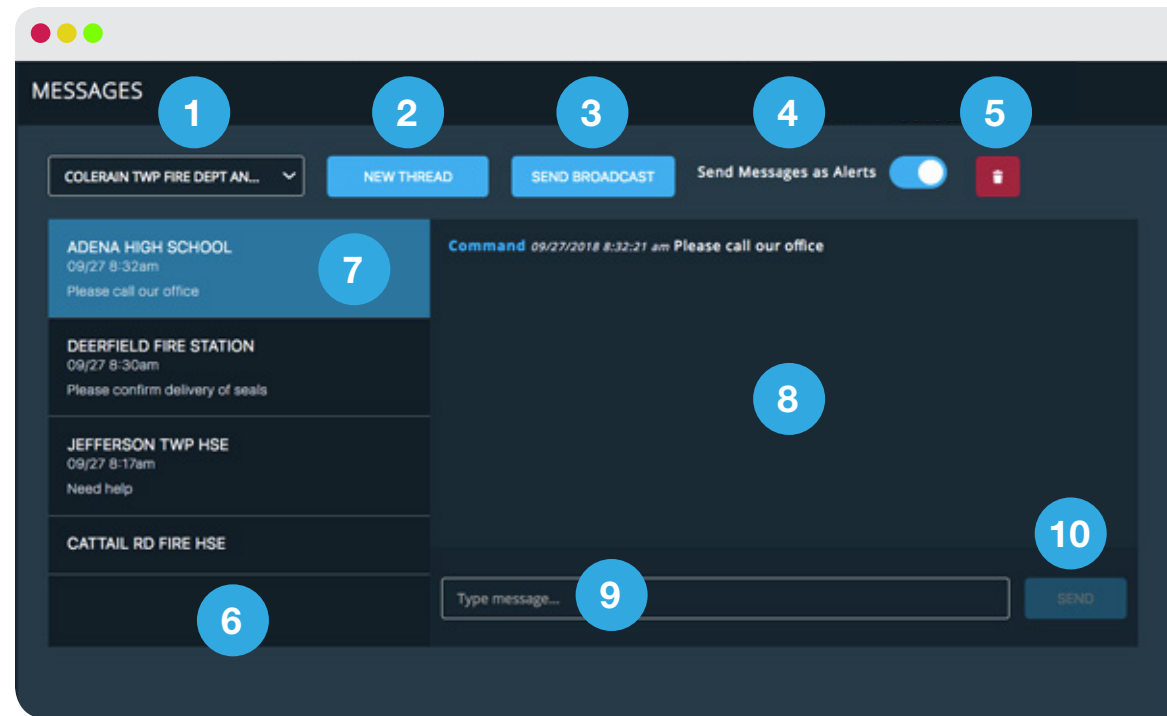 MESSAGES
1
2
3
4
5
COLERAIN TWP FIRE DEPT AN...
NEW THREAD
SEND BROADCAST
Send Messages as Alerts
ADENA HIGH SCHOOL
09/27 8:32am
Please call our office
7
Command 09/27/2018 8:32:21 am Please call our office
DEERFIELD FIRE STATION
09/27 8:30am
Please confirm delivery of seals
8
JEFFERSON TWP HSE
09/27 8:17am
Need help
CATTAIL RD FIRE HSE
6
Type message...
9
10
SEND